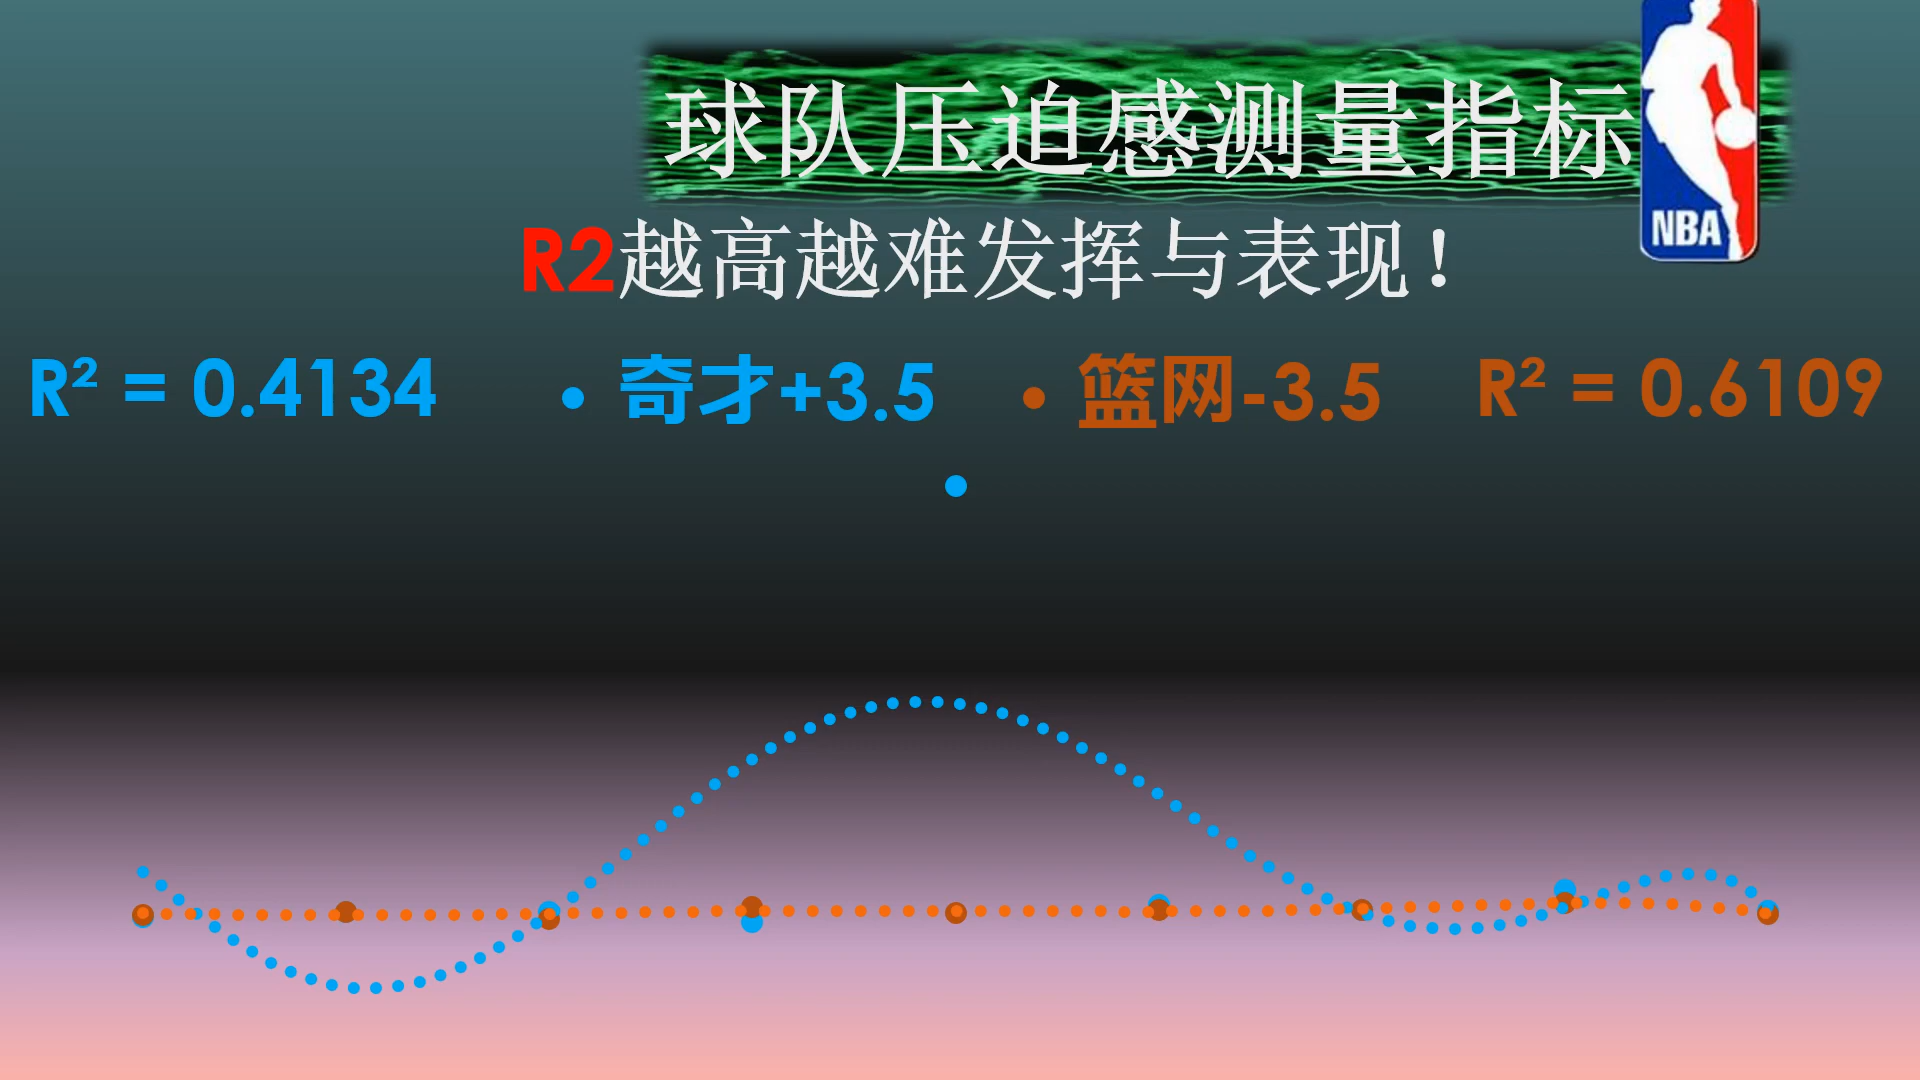 球队压迫感测量指标
NBA
R2越高越难发挥与表现！
R² = 0.4134 奇才+3.5 篮网-3.5 R² = 0.6109